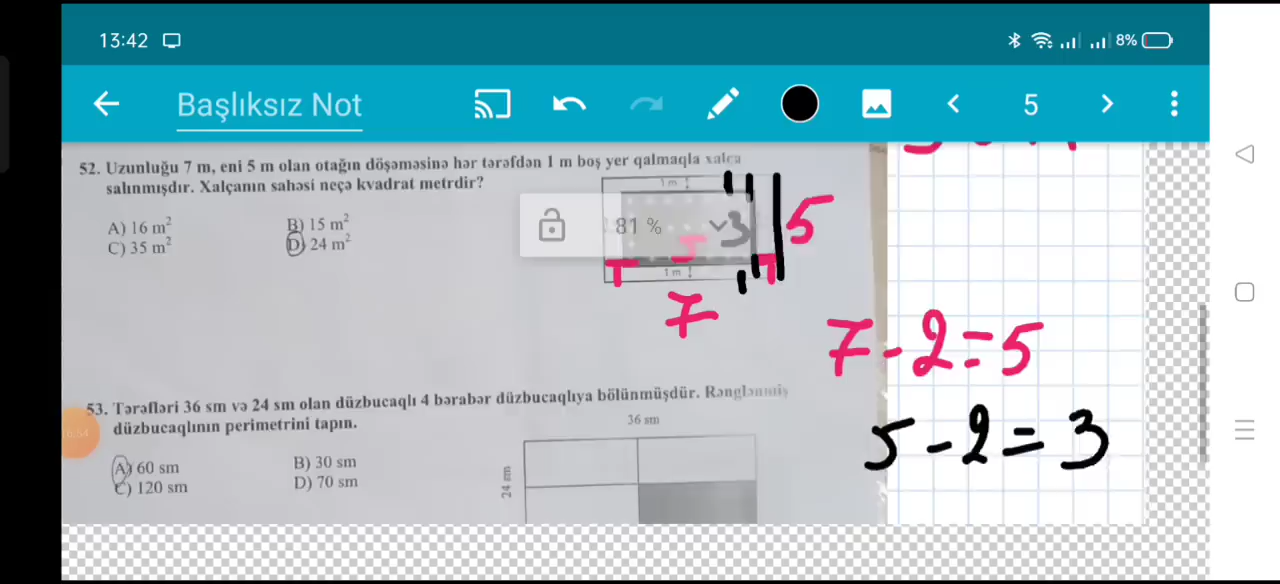 13:42
8%
Başlıksız Not
5
52. Uzunluğu 7 m, eni 5 m olan otağın döşəməsinə hər tərəfdən 1 m boş yer qalmaqla xalça
salınmışdır. Xalçanın sahəsi neçə kvadrat metrdir?
A) 16 m²
B) 15 m²
C) 35 m²
D) 24 m²
1 m
81 %
3
5
5
1 m
7
7-2=5
5-2=3
53. Tərəfləri 36 sm və 24 sm olan düzbucaqlı 4 bərabər düzbucaqlıya bölünmüşdür. Rənglənmiş
düzbucaqlının perimetrini tapın.
36 sm
24 sm
A) 60 sm
B) 30 sm
C) 120 sm
D) 70 sm